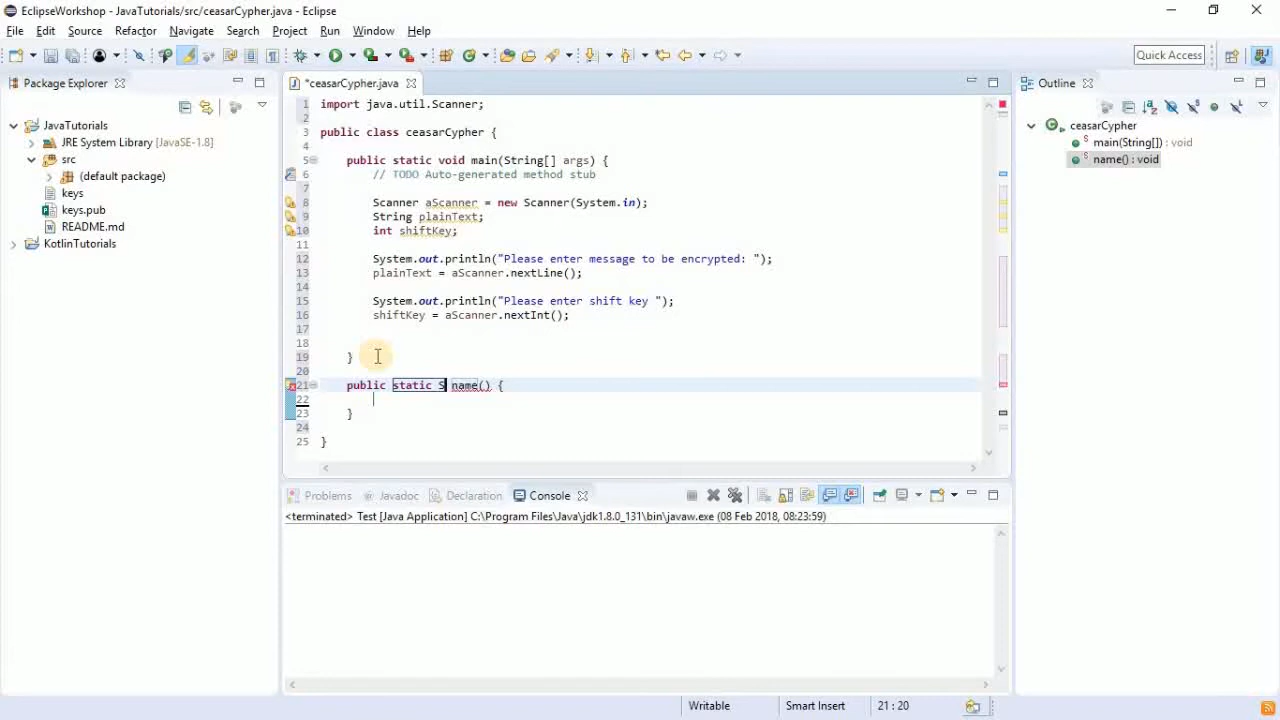 EclipseWorkshop - JavaTutorials/src/ceasarCypher.java - Eclipse
File Edit Source Refactor Navigate Search Project Run Window Help
Quick Access
Package Explorer
*ceasarCypher.java
Outline
JavaTutorials
JRE System Library [JavaSE-1.8]
src
(default package)
keys
keys.pub
README.md
KotlinTutorials
1 import java.util.Scanner;
2
3 public class ceasarCypher {
4
5 public static void main(String[] args) {
6 // TODO Auto-generated method stub
7
8 Scanner aScanner = new Scanner(System.in);
9 String plainText;
10 int shiftKey;
11
12 System.out.println("Please enter message to be encrypted: ");
13 plainText = aScanner.nextLine();
14
15 System.out.println("Please enter shift key ");
16 shiftKey = aScanner.nextInt();
17
18
19 }
20
21 public static S name() {
22
23 }
24
25 }
ceasarCypher
main(String[]) : void
name() : void
Problems Javadoc Declaration Console
<terminated> Test [Java Application] C:\Program Files\Java\jdk1.8.0_131\bin\javaw.exe (08 Feb 2018, 08:23:59)
Writable Smart Insert 21 : 20